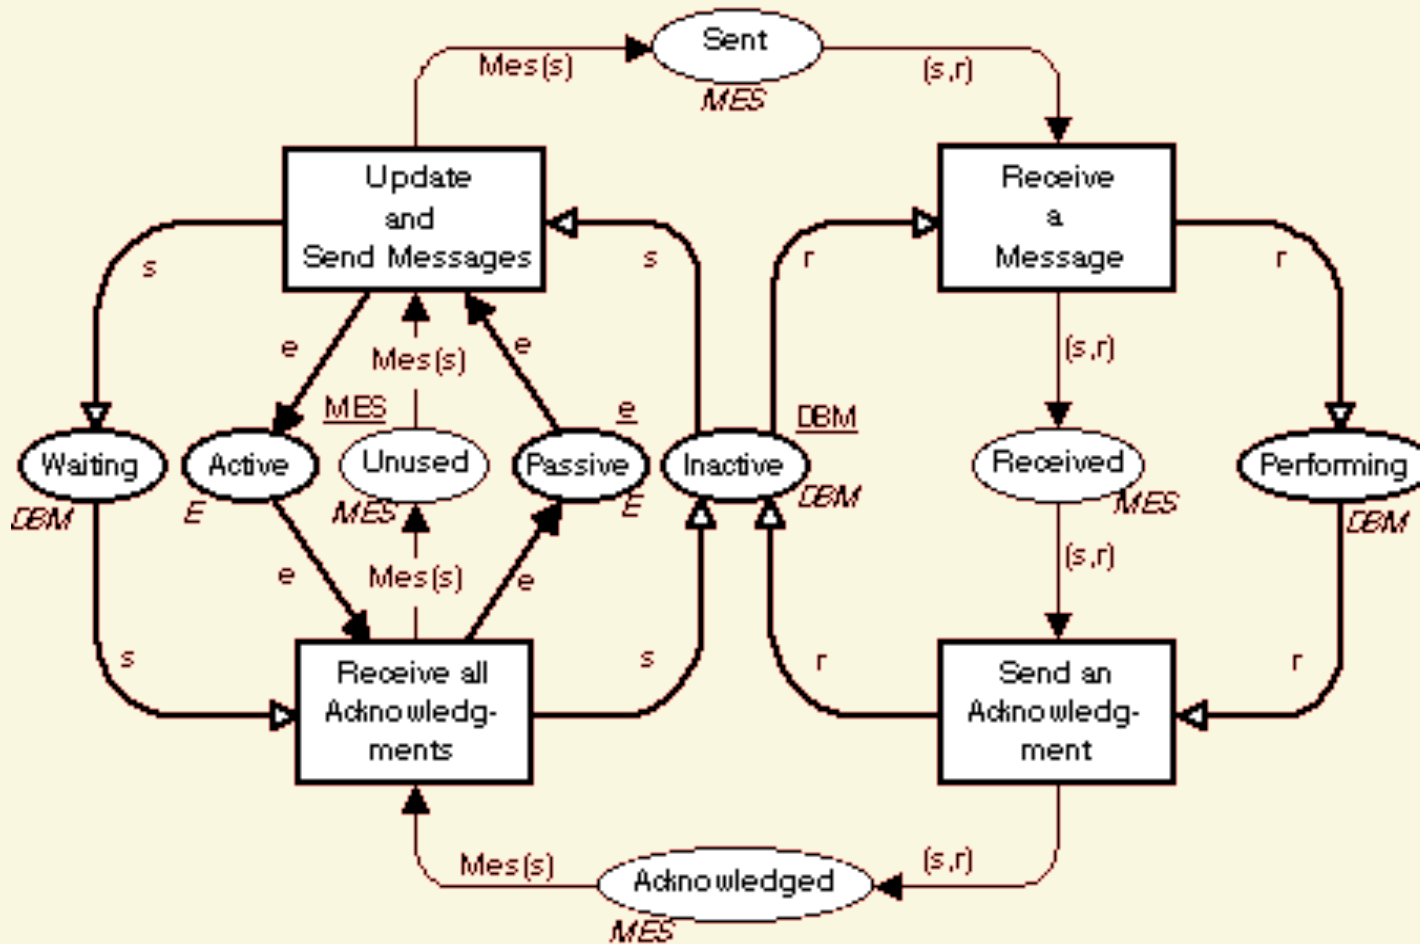 Sent
Mes(s)
(s,r)
MES
Update
and
Send Messages
Receive
a
Message
s
s
r
r
e
Mes(s)
e
(s,r)
MES
e
DBM
Waiting
Active
Unused
Passive
Inactive
Received
Performing
DBM
E
MES
E
DBM
MES
DBM
e
Mes(s)
e
(s,r)
s
s
r
r
Receive all
Acknowledg-
ments
Send an
Acknowledg-
ment
Mes(s)
Acknowledged
(s,r)
MES